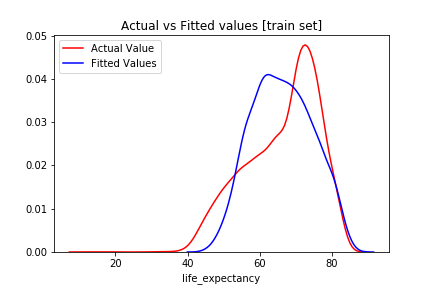 Actual vs Fitted values [train set]
Actual Value
Fitted Values
0.05
0.04
0.03
0.02
0.01
0.00
20 40 60 80
life_expectancy